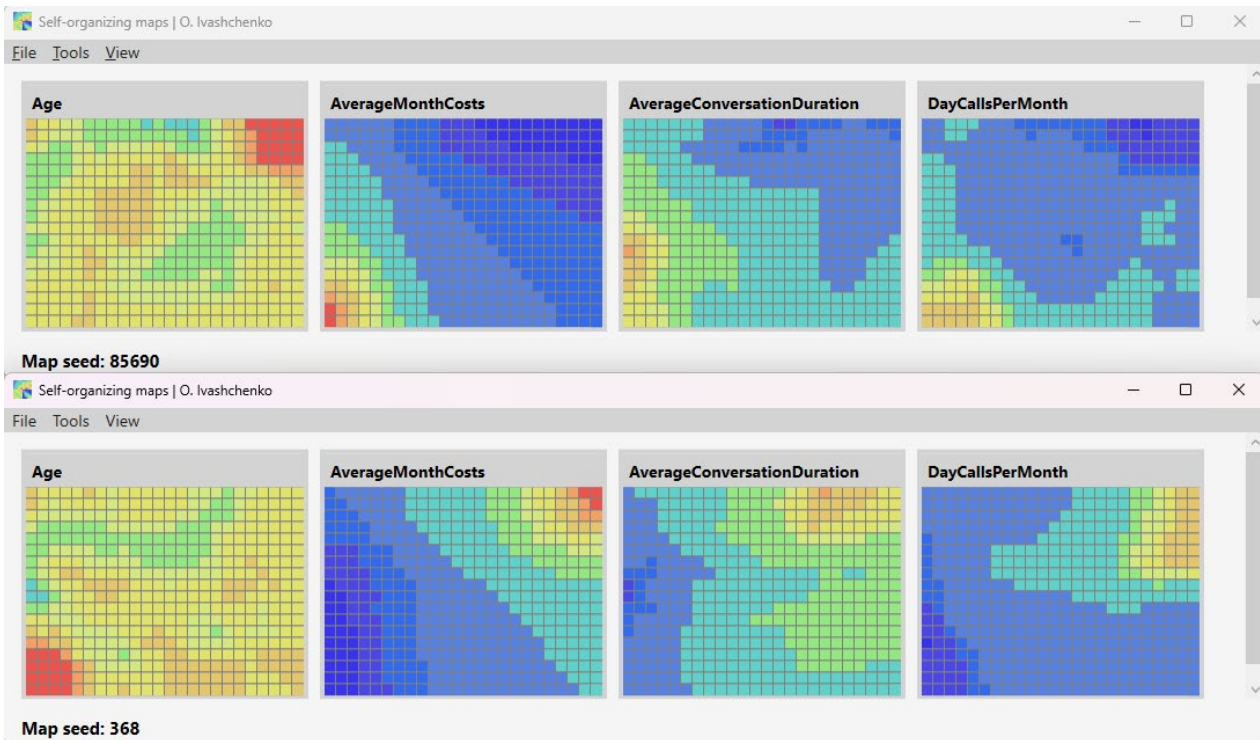 Self-organizing maps | O. Ivashchenko
File Tools View
Age AverageMonthCosts AverageConversationDuration DayCallsPerMonth
Map seed: 85690
Self-organizing maps | O. Ivashchenko
File Tools View
Age AverageMonthCosts AverageConversationDuration DayCallsPerMonth
Map seed: 368